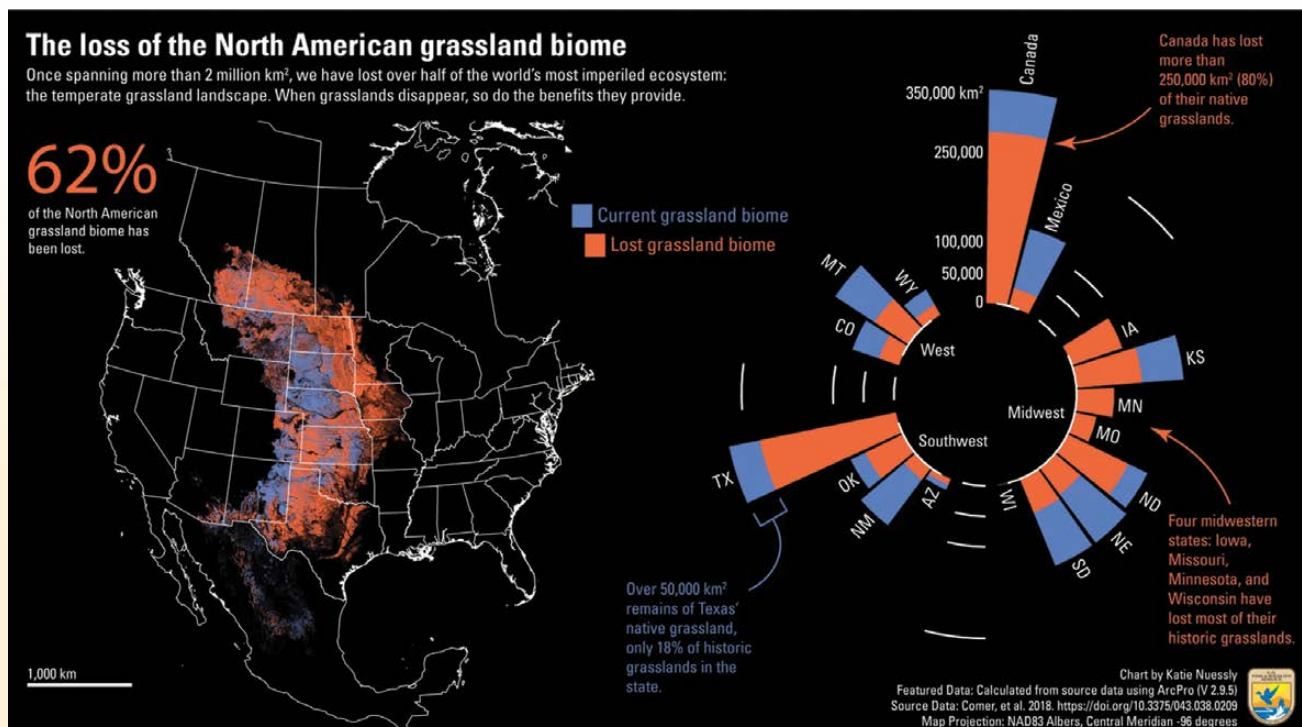 The loss of the North American grassland biome
Once spanning more than 2 million km², we have lost over half of the world's most imperiled ecosystem:
the temperate grassland landscape. When grasslands disappear, so do the benefits they provide.
62%
of the North American
grassland biome has
been lost.
Current grassland biome
Lost grassland biome
1,000 km
Canada has lost
more than
250,000 km² (80%)
of their native
grasslands.
Canada
350,000 km²
250,000
100,000
50,000
0
Mexico
MT
WY
CO
West
IA
KS
MN
Midwest
MO
ND
NE
SD
WI
Southwest
TX
OK
NM
AZ
Four midwestern
states: Iowa,
Missouri,
Minnesota, and
Wisconsin have
lost most of their
historic grasslands.
Over 50,000 km²
remains of Texas'
native grassland,
only 18% of historic
grasslands in the
state.
Chart by Katie Nuessly
Featured Data: Calculated from source data using ArcPro (V 2.9.5)
Source Data: Comer, et al. 2018. https://doi.org/10.3375/043.038.0209
Map Projection: NAD83 Albers, Central Meridian -96 degrees